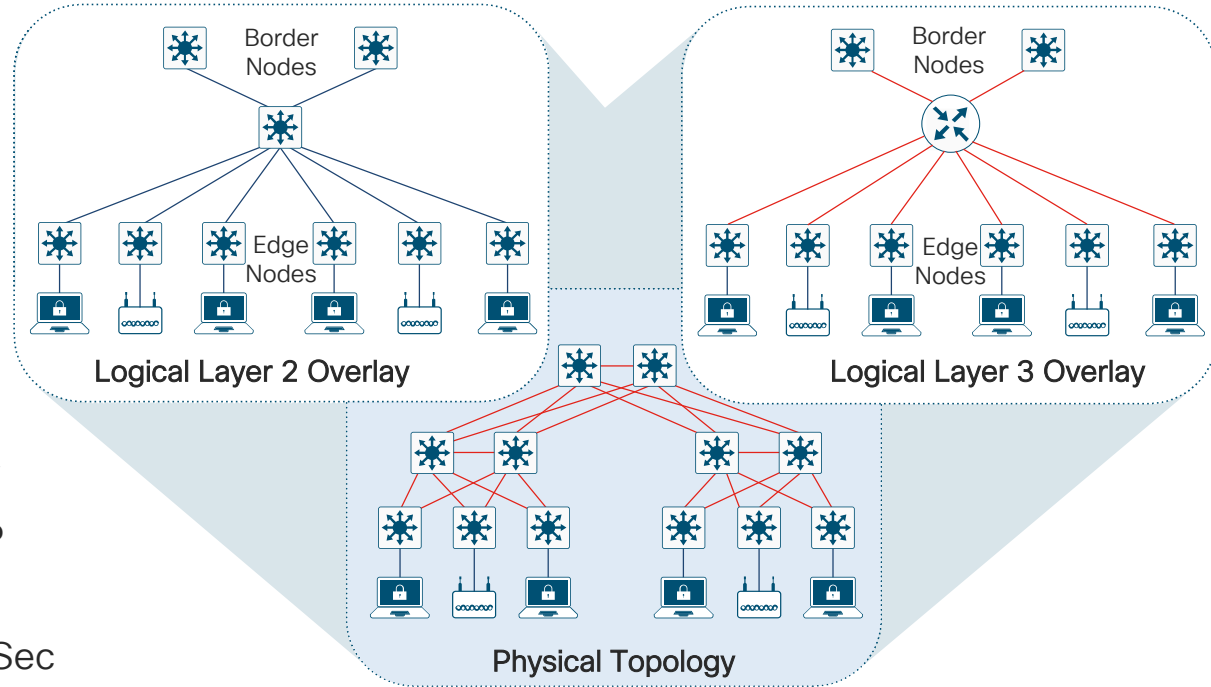 Border
Nodes
Edge
Nodes
Logical Layer 2 Overlay
Border
Nodes
Edge
Nodes
Logical Layer 3 Overlay
Sec
Physical Topology